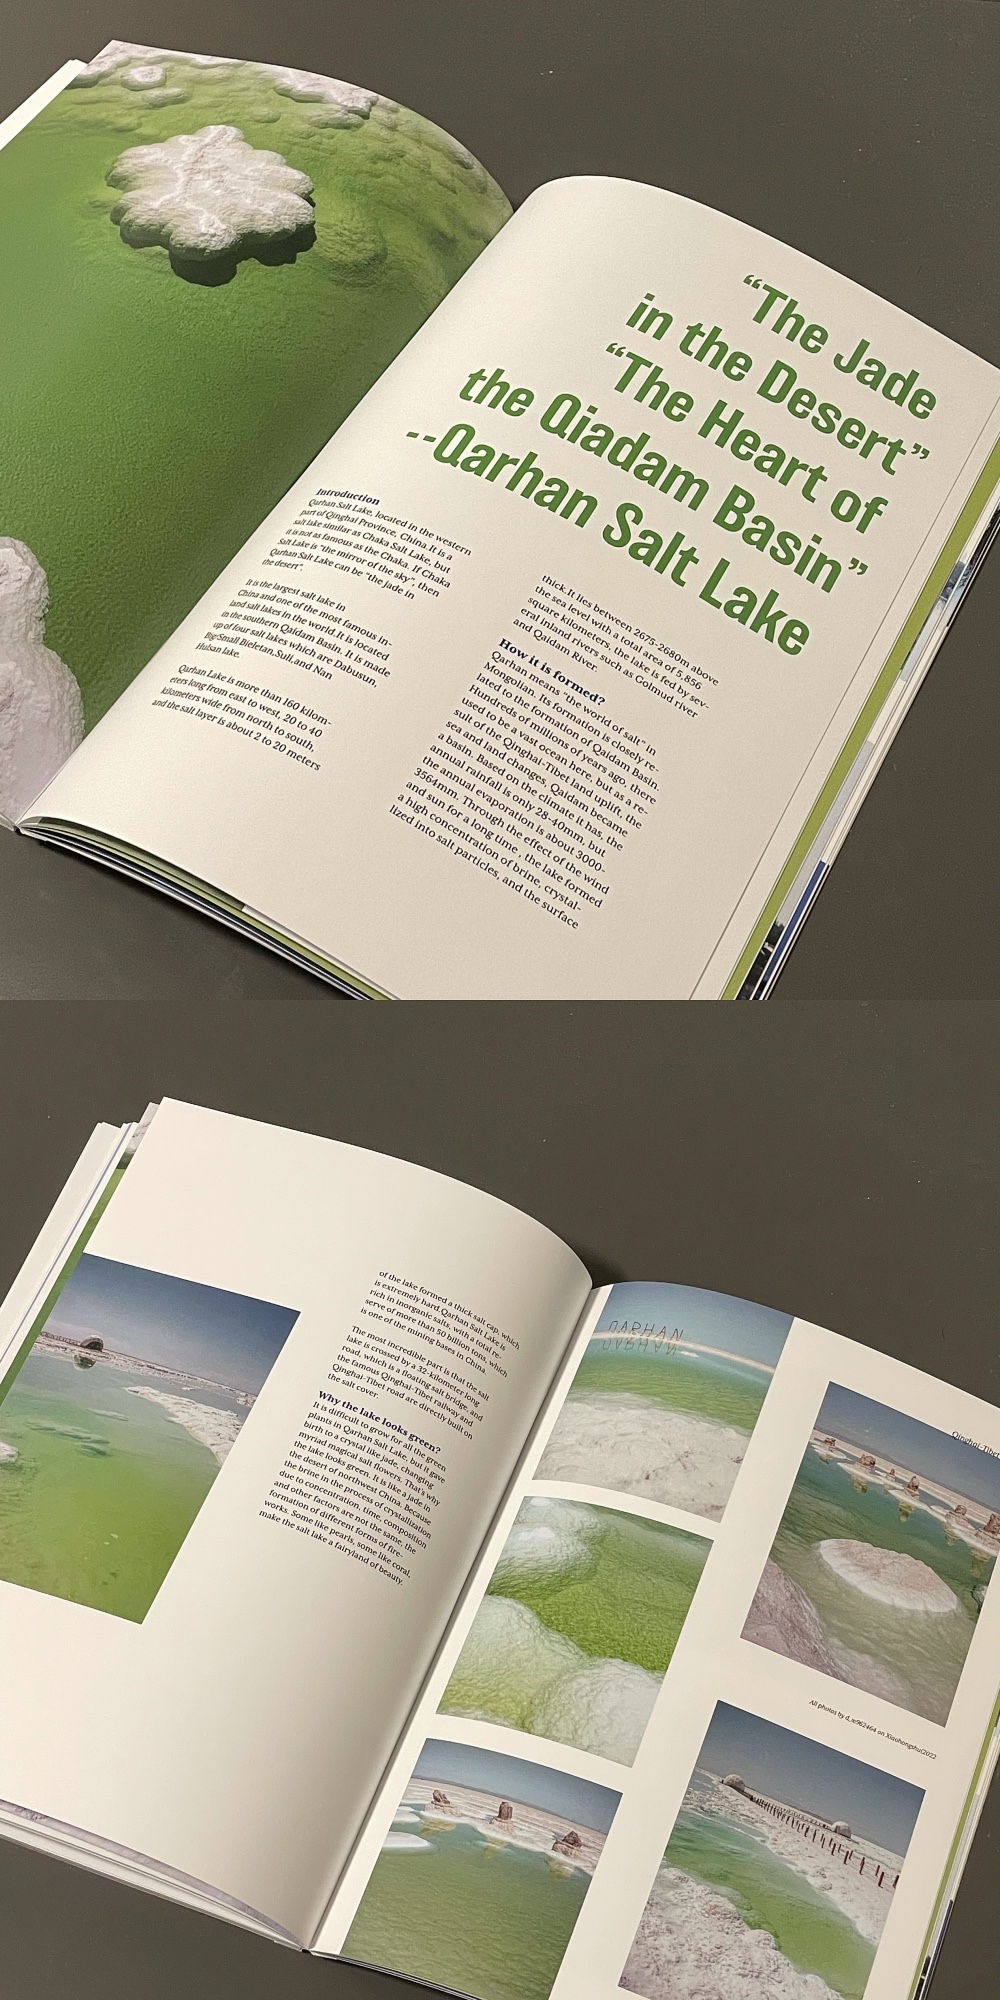 “The Jade
in the Desert”
“The Heart of
the Qiadam Basin”
--Qarhan Salt Lake
Introduction
Qarhan Salt Lake, located in the western
part of Qinghai Province, China.It is a
salt lake similar as Chaka Salt Lake, but
it is not as famous as the Chaka. If Chaka
Salt Lake is “the mirror of the sky”, then
Qarhan Salt Lake can be “the jade in
the desert”.
It is the largest salt lake in
China and one of the most famous in-
land salt lakes in the world.It is located
in the southern Qaidam Basin. It is made
up of four salt lakes which are Dabusun,
Big/Small Bieletan,Suli,and Nan
Hulsan lake.
Qarhan Lake is more than 160 kilom-
eters long from east to west, 20 to 40
kilometers wide from north to south,
and the salt layer is about 2 to 20 meters
thick.It lies between 2675-2680m above
the sea level with a total area of 5,856
square kilometers, the lake is fed by sev-
eral inland rivers such as Golmud river
and Qaidam River.
How it is formed?
Qarhan means “the world of salt” in
Mongolian. Its formation is closely re-
lated to the formation of Qaidam Basin.
Hundreds of millions of years ago, there
used to be a vast ocean here, but as a re-
sult of the Qinghai-Tibet land uplift, the
sea and land changes, Qaidam became
a basin. Based on the climate it has, the
annual rainfall is only 28-40mm, but
the annual evaporation is about 3000-
3564mm. Through the effect of the wind
and sun for a long time , the lake formed
a high concentration of brine, crystal-
lized into salt particles, and the surface
of the lake formed a thick salt cap, which
is extremely hard.Qarhan Salt Lake is
rich in inorganic salts, with a total re-
serve of more than 50 billion tons, which
is one of the mining bases in China.
The most incredible part is that the salt
lake is crossed by a 32-kilometer long
road, which is a floating salt bridge, and
the famous Qinghai-Tibet railway and
Qinghai-Tibet road are directly built on
the salt cover.
Why the lake looks green?
It is difficult to grow for all the green
plants in Qarhan Salt Lake, but it gave
birth to a crystal like jade, changing
myriad magical salt flowers. That's why
the lake looks green. It is like a jade in
the desert of northwest China. Because
the brine in the process of crystallization
due to concentration, time, composition
and other factors are not the same, the
formation of different forms of fire-
works. Some like pearls, some like coral,
make the salt lake a fairyland of beauty.
QARHAN
Qinghai-Tibet
All photos by d_w962464 on Xiaohongshu/2022